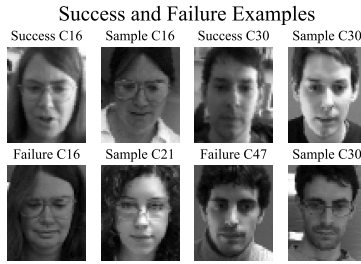 Success and Failure Examples
Success C16 Sample C16 Success C30 Sample C30
Failure C16 Sample C21 Failure C47 Sample C30